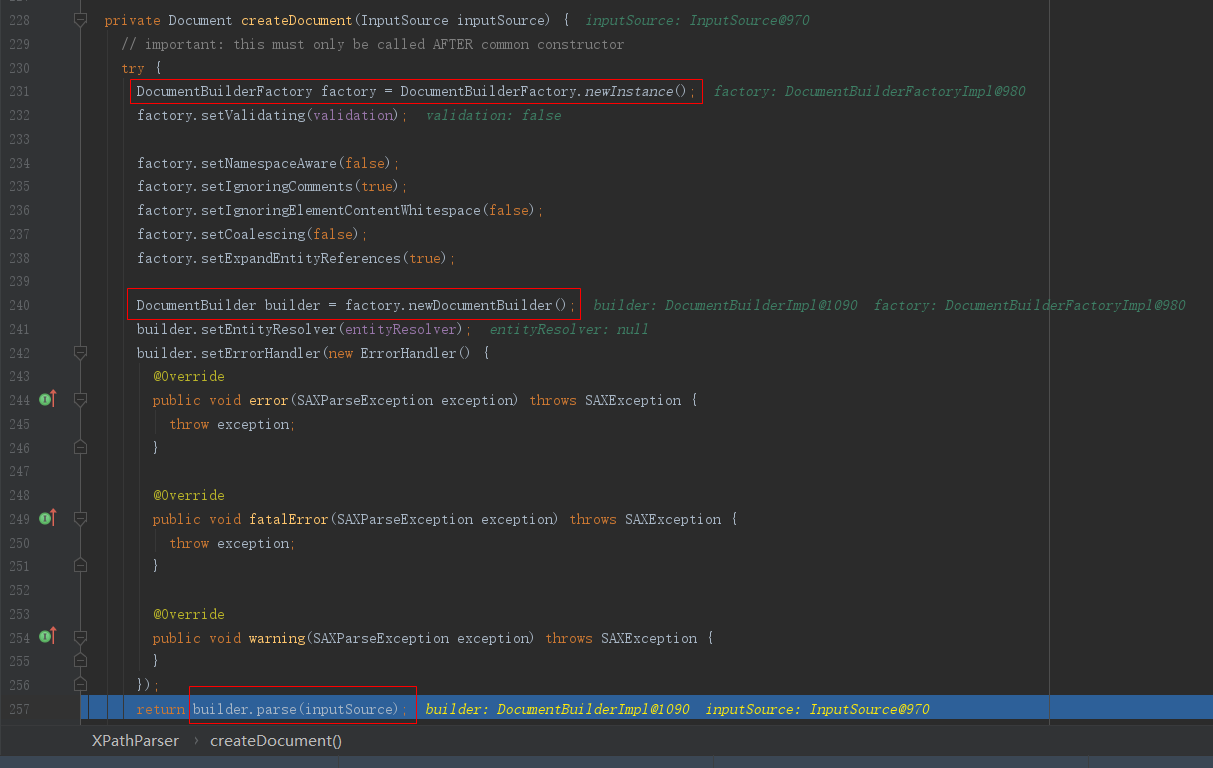 228 private Document createDocument(InputSource inputSource) { inputSource: InputSource@970
229 // important: this must only be called AFTER common constructor
230 try {
231 DocumentBuilderFactory factory = DocumentBuilderFactory.newInstance(); factory: DocumentBuilderFactoryImpl@980
232 factory.setValidating(validation); validation: false
233
234 factory.setNamespaceAware(false);
235 factory.setIgnoringComments(true);
236 factory.setIgnoringElementContentWhitespace(false);
237 factory.setCoalescing(false);
238 factory.setExpandEntityReferences(true);
239
240 DocumentBuilder builder = factory.newDocumentBuilder(); builder: DocumentBuilderImpl@1090 factory: DocumentBuilderFactoryImpl@980
241 builder.setEntityResolver(entityResolver); entityResolver: null
242 builder.setErrorHandler(new ErrorHandler() {
243 @Override
244 public void error(SAXParseException exception) throws SAXException {
245 throw exception;
246 }
247
248 @Override
249 public void fatalError(SAXParseException exception) throws SAXException {
250 throw exception;
251 }
252
253 @Override
254 public void warning(SAXParseException exception) throws SAXException {
255 }
256 });
257 return builder.parse(inputSource); builder: DocumentBuilderImpl@1090 inputSource: InputSource@970
XPathParser › createDocument()